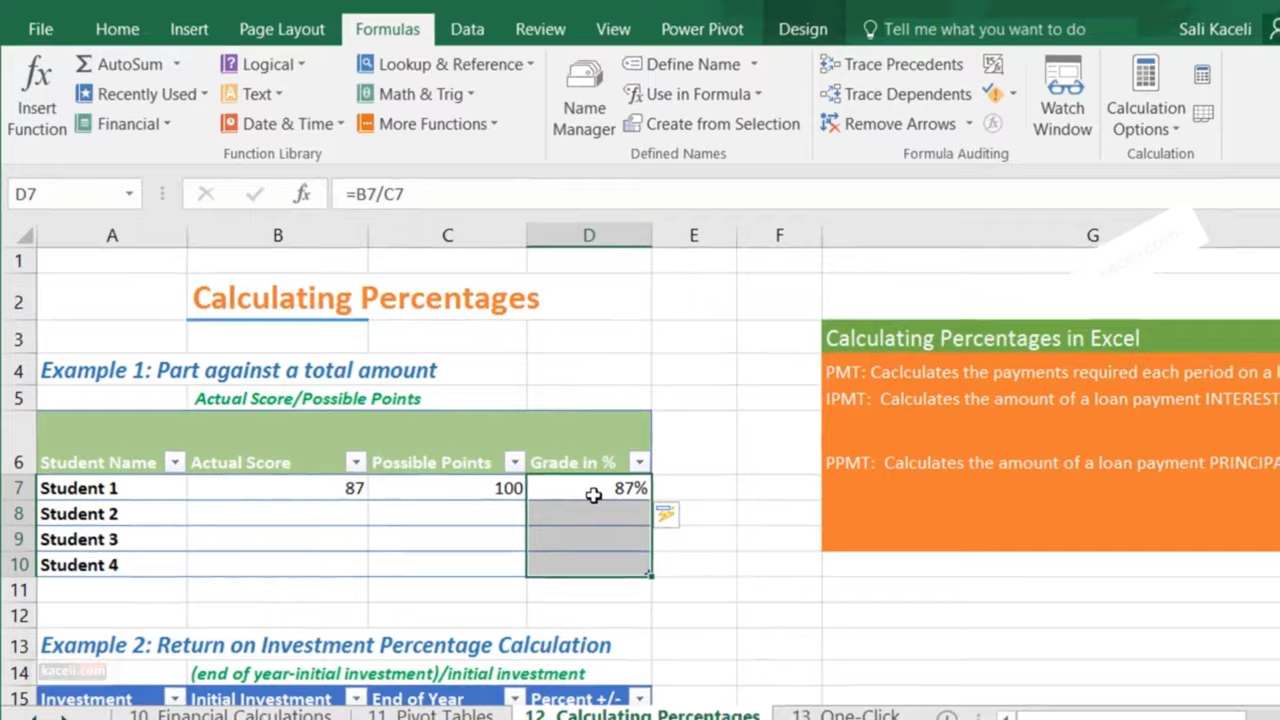 File Home Insert Page Layout Formulas Data Review View Power Pivot Design Tell me what you want to do Sali Kaceli
fx Insert Function
Σ AutoSum
Recently Used
Financial
Logical
Text
Date & Time
Lookup & Reference
Math & Trig
More Functions
Function Library
Name Manager
Define Name
Use in Formula
Create from Selection
Defined Names
Trace Precedents
Trace Dependents
Remove Arrows
Formula Auditing
Watch Window
Calculation Options
Calculation
D7 fx =B7/C7
A B C D E F G
1
2 Calculating Percentages
3 Calculating Percentages in Excel
4 Example 1: Part against a total amount PMT: Caclculates the payments required each period on a l
5 Actual Score/Possible Points IPMT: Calculates the amount of a loan payment INTEREST
6 Student Name Actual Score Possible Points Grade in % PPMT: Calculates the amount of a loan payment PRINCIPA
7 Student 1 87 100 87%
8 Student 2
9 Student 3
10 Student 4
11
12
13 Example 2: Return on Investment Percentage Calculation
14 kaceli.com (end of year-initial investment)/initial investment
15 Investment Initial Investment End of Year Percent +/-
10. Financial Calculations 11. Pivot Tables 12. Calculating Percentages 13. One-Click
kaceli.com